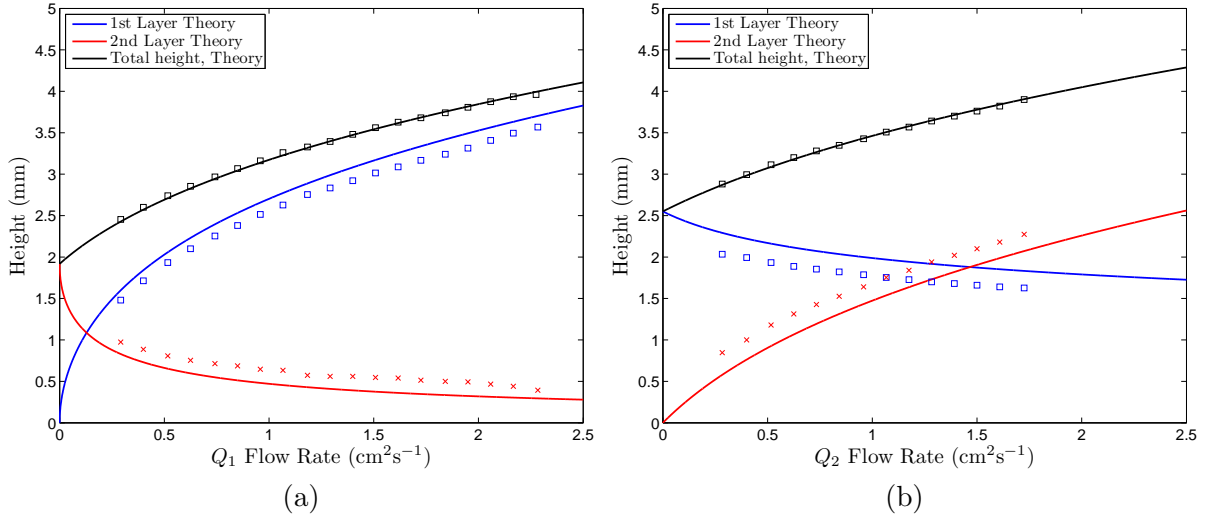 5
4.5
4
3.5
3
2.5
2
1.5
1
0.5
0
Height (mm)
1st Layer Theory
2nd Layer Theory
Total height, Theory
0 0.5 1 1.5 2 2.5
Q₁ Flow Rate (cm²s⁻¹)
(a)
5
4.5
4
3.5
3
2.5
2
1.5
1
0.5
0
Height (mm)
1st Layer Theory
2nd Layer Theory
Total height, Theory
0 0.5 1 1.5 2 2.5
Q₂ Flow Rate (cm²s⁻¹)
(b)